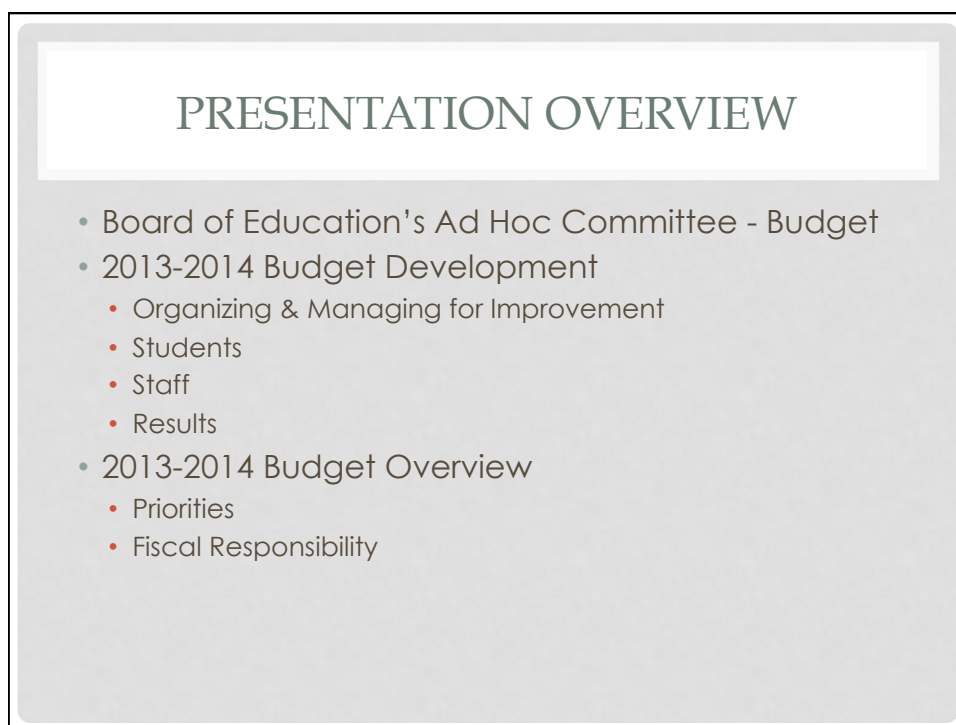 PRESENTATION OVERVIEW
• Board of Education’s Ad Hoc Committee - Budget
• 2013-2014 Budget Development
• Organizing & Managing for Improvement
• Students
• Staff
• Results
• 2013-2014 Budget Overview
• Priorities
• Fiscal Responsibility